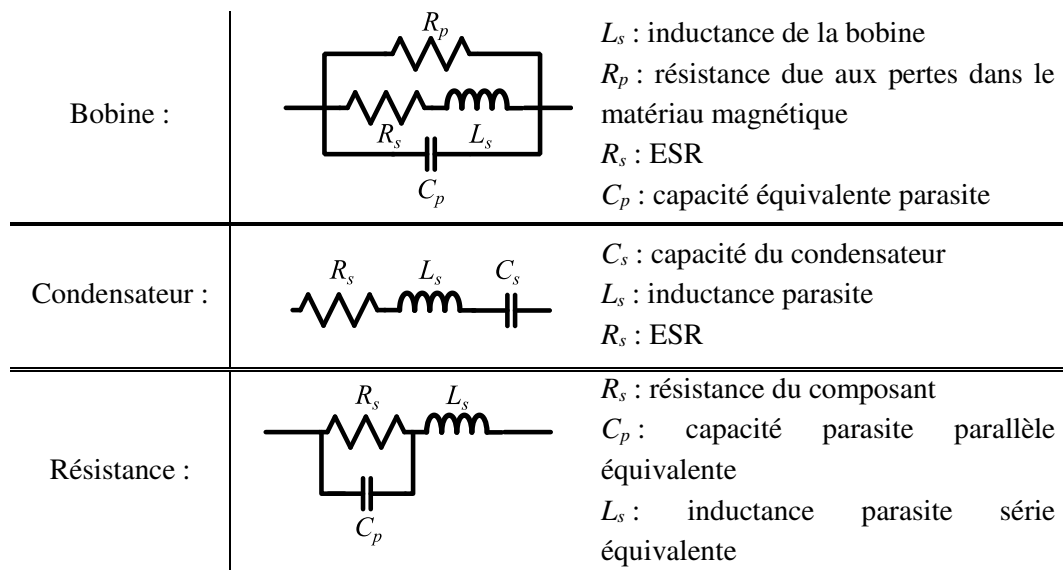 Bobine :
R_p
R_s
L_s
C_p
L_s : inductance de la bobine
R_p : résistance due aux pertes dans le
matériau magnétique
R_s : ESR
C_p : capacité équivalente parasite
Condensateur :
R_s
L_s
C_s
C_s : capacité du condensateur
L_s : inductance parasite
R_s : ESR
Résistance :
R_s
L_s
C_p
R_s : résistance du composant
C_p : capacité parasite parallèle
équivalente
L_s : inductance parasite série
équivalente